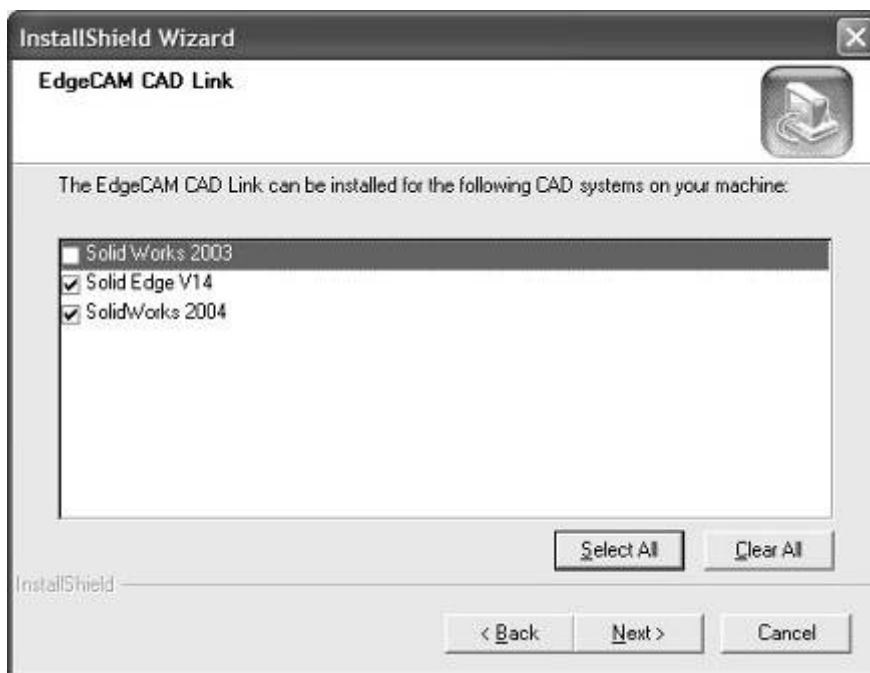 InstallShield Wizard
EdgeCAM CAD Link
The EdgeCAM CAD Link can be installed for the following CAD systems on your machine:
Solid Works 2003
Solid Edge V14
SolidWorks 2004
Select All Clear All
InstallShield
< Back Next > Cancel